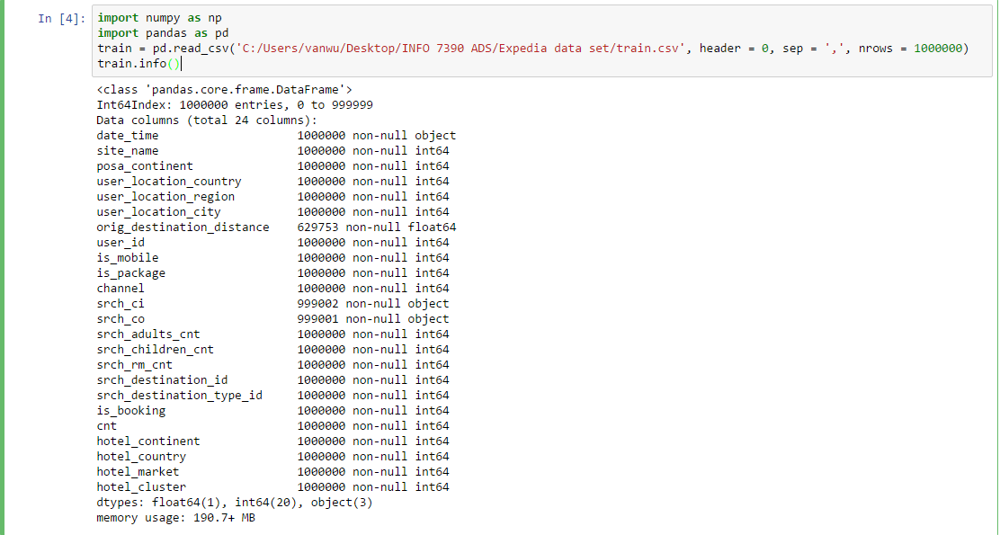 In [4]: import numpy as np
import pandas as pd
train = pd.read_csv('C:/Users/vanwu/Desktop/INFO 7390 ADS/Expedia data set/train.csv', header = 0, sep = ',', nrows = 1000000)
train.info()
<class 'pandas.core.frame.DataFrame'>
Int64Index: 1000000 entries, 0 to 999999
Data columns (total 24 columns):
date_time                    1000000 non-null object
site_name                    1000000 non-null int64
posa_continent               1000000 non-null int64
user_location_country        1000000 non-null int64
user_location_region         1000000 non-null int64
user_location_city           1000000 non-null int64
orig_destination_distance    629753 non-null float64
user_id                      1000000 non-null int64
is_mobile                    1000000 non-null int64
is_package                   1000000 non-null int64
channel                      1000000 non-null int64
srch_ci                      999002 non-null object
srch_co                      999001 non-null object
srch_adults_cnt              1000000 non-null int64
srch_children_cnt            1000000 non-null int64
srch_rm_cnt                  1000000 non-null int64
srch_destination_id          1000000 non-null int64
srch_destination_type_id     1000000 non-null int64
is_booking                   1000000 non-null int64
cnt                          1000000 non-null int64
hotel_continent              1000000 non-null int64
hotel_country                1000000 non-null int64
hotel_market                 1000000 non-null int64
hotel_cluster                1000000 non-null int64
dtypes: float64(1), int64(20), object(3)
memory usage: 190.7+ MB